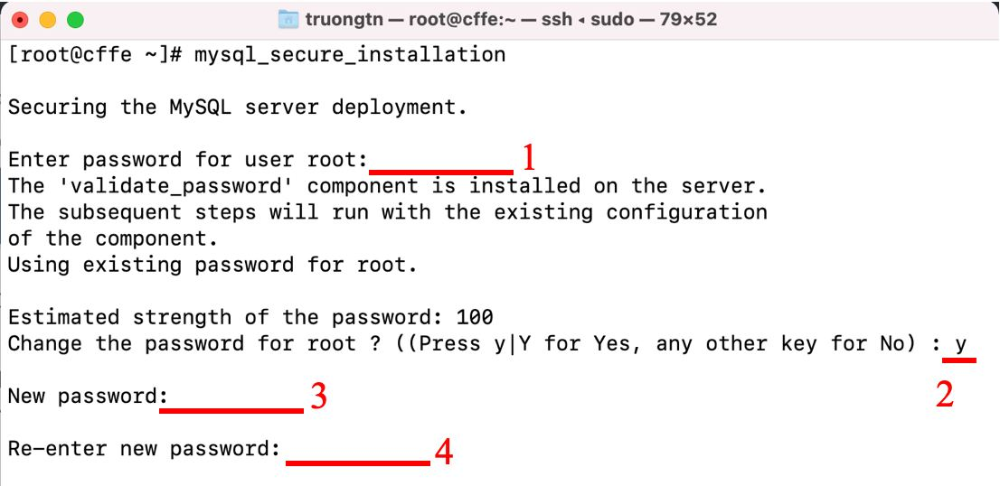 truongtn — root@cffe:~ — ssh ◂ sudo — 79×52
[root@cffe ~]# mysql_secure_installation
Securing the MySQL server deployment.
Enter password for user root: 1
The 'validate_password' component is installed on the server.
The subsequent steps will run with the existing configuration
of the component.
Using existing password for root.
Estimated strength of the password: 100
Change the password for root ? ((Press y|Y for Yes, any other key for No) : y
2
New password: 3
Re-enter new password: 4